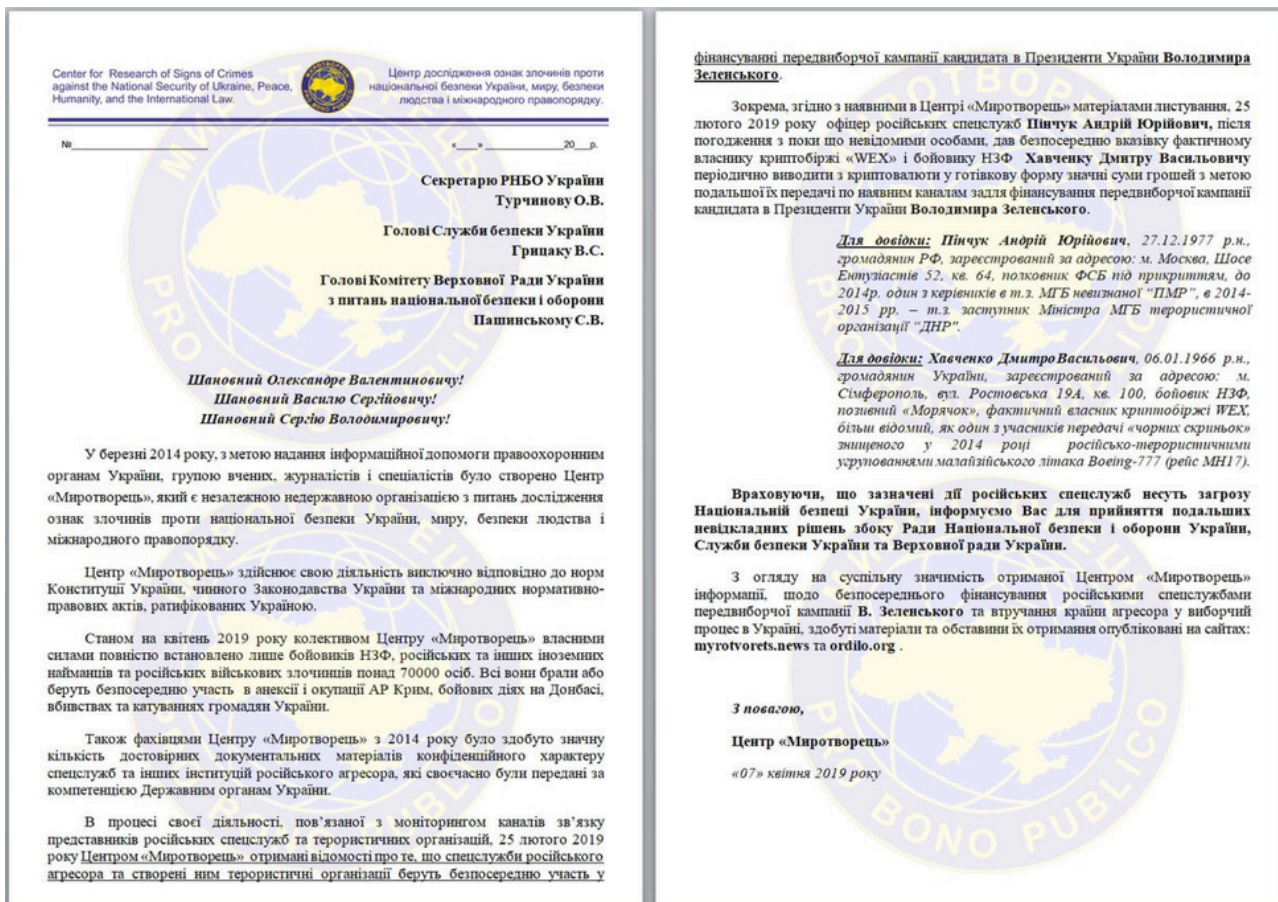 Center for Research of Signs of Crimes
against the National Security of Ukraine, Peace,
Humanity, and the International Law.
Центр дослідження ознак злочинів проти
національної безпеки України, миру, безпеки
людства і міжнародного правопорядку.
№____________________ «___» ____________20__р.
Секретарю РНБО України
Турчинову О.В.
Голові Служби безпеки України
Грицаку В.С.
Голові Комітету Верховної Ради України
з питань національної безпеки і оборони
Пашинському С.В.
Шановний Олександре Валентиновичу!
Шановний Василю Сергійовичу!
Шановний Сергію Володимировичу!
У березні 2014 року, з метою надання інформаційної допомоги правоохоронним
органам України, групою вчених, журналістів і спеціалістів було створено Центр
«Миротворець», який є незалежною недержавною організацією з питань дослідження
ознак злочинів проти національної безпеки України, миру, безпеки людства і
міжнародного правопорядку.
Центр «Миротворець» здійснює свою діяльність виключно відповідно до норм
Конституції України, чинного Законодавства України та міжнародних нормативно-
правових актів, ратифікованих Україною.
Станом на квітень 2019 року колективом Центру «Миротворець» власними
силами повністю встановлено лише бойовиків НЗФ, російських та інших іноземних
найманців та російських військових злочинців понад 70000 осіб. Всі вони брали або
беруть безпосередню участь в анексії і окупації АР Крим, бойових діях на Донбасі,
вбивствах та катуваннях громадян України.
Також фахівцями Центру «Миротворець» з 2014 року було здобуто значну
кількість достовірних документальних матеріалів конфіденційного характеру
спецслужб та інших інституцій російського агресора, які своєчасно були передані за
компетенцією Державним органам України.
В процесі своєї діяльності, пов’язаної з моніторингом каналів зв’язку
представників російських спецслужб та терористичних організацій, 25 лютого 2019
року Центром «Миротворець» отримані відомості про те, що спецслужби російського
агресора та створені ним терористичні організації беруть безпосередню участь у
фінансуванні передвиборчої кампанії кандидата в Президенти України Володимира
Зеленського.
Зокрема, згідно з наявними в Центрі «Миротворець» матеріалами листування, 25
лютого 2019 року офіцер російських спецслужб Пінчук Андрій Юрійович, після
погодження з поки що невідомими особами, дав безпосередню вказівку фактичному
власнику криптобіржі «WEX» і бойовику НЗФ Хавченку Дмитру Васильовичу
періодично виводити з криптовалюти у готівкову форму значні суми грошей з метою
подальшої їх передачі по наявним каналам задля фінансування передвиборчої кампанії
кандидата в Президенти України Володимира Зеленського.
Для довідки: Пінчук Андрій Юрійович, 27.12.1977 р.н.,
громадянин РФ, зареєстрований за адресою: м. Москва, Шосе
Ентузіастів 52, кв. 64, полковник ФСБ під прикриттям, до
2014р. один з керівників в т.з. МГБ невизнаної “ПМР”, в 2014-
2015 рр. – т.з. заступник Міністра МГБ терористичної
організації “ДНР”.
Для довідки: Хавченко Дмитро Васильович, 06.01.1966 р.н.,
громадянин України, зареєстрований за адресою: м.
Сімферополь, вул. Ростовська 19А, кв. 100, бойовик НЗФ,
позивний «Морячок», фактичний власник криптобіржі WEX,
більш відомий, як один з учасників передачі «чорних скриньок»
знищеного у 2014 році російсько-терористичними
угрупованнями малайзійського літака Boeing-777 (рейс MH17).
Враховуючи, що зазначені дії російських спецслужб несуть загрозу
Національній безпеці України, інформуємо Вас для прийняття подальших
невідкладних рішень збоку Ради Національної безпеки і оборони України,
Служби безпеки України та Верховної ради України.
З огляду на суспільну значимість отриманої Центром «Миротворець»
інформації, щодо безпосереднього фінансування російськими спецслужбами
передвиборчої кампанії В. Зеленського та втручання країни агресора у виборчий
процес в Україні, здобуті матеріали та обставини їх отримання опубліковані на сайтах:
myrotvorets.news та ordilo.org .
З повагою,
Центр «Миротворець»
«07» квітня 2019 року
МИРОТВОРЕЦЬ
PRO BONO PUBLICO